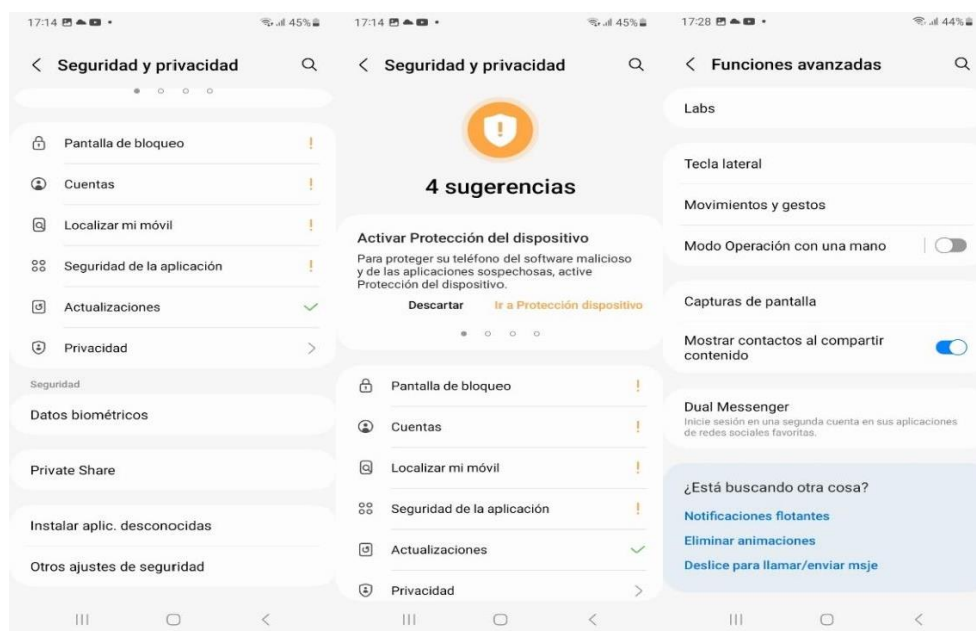 17:14
45%
Seguridad y privacidad
Pantalla de bloqueo
Cuentas
Localizar mi móvil
Seguridad de la aplicación
Actualizaciones
Privacidad
Seguridad
Datos biométricos
Private Share
Instalar aplic. desconocidas
Otros ajustes de seguridad
17:14
45%
Seguridad y privacidad
4 sugerencias
Activar Protección del dispositivo
Para proteger su teléfono del software malicioso
y de las aplicaciones sospechosas, active
Protección del dispositivo.
Descartar Ir a Protección dispositivo
Pantalla de bloqueo
Cuentas
Localizar mi móvil
Seguridad de la aplicación
Actualizaciones
Privacidad
17:28
44%
Funciones avanzadas
Labs
Tecla lateral
Movimientos y gestos
Modo Operación con una mano
Capturas de pantalla
Mostrar contactos al compartir
contenido
Dual Messenger
Inicie sesión en una segunda cuenta en sus aplicaciones
de redes sociales favoritas.
¿Está buscando otra cosa?
Notificaciones flotantes
Eliminar animaciones
Deslice para llamar/enviar msje